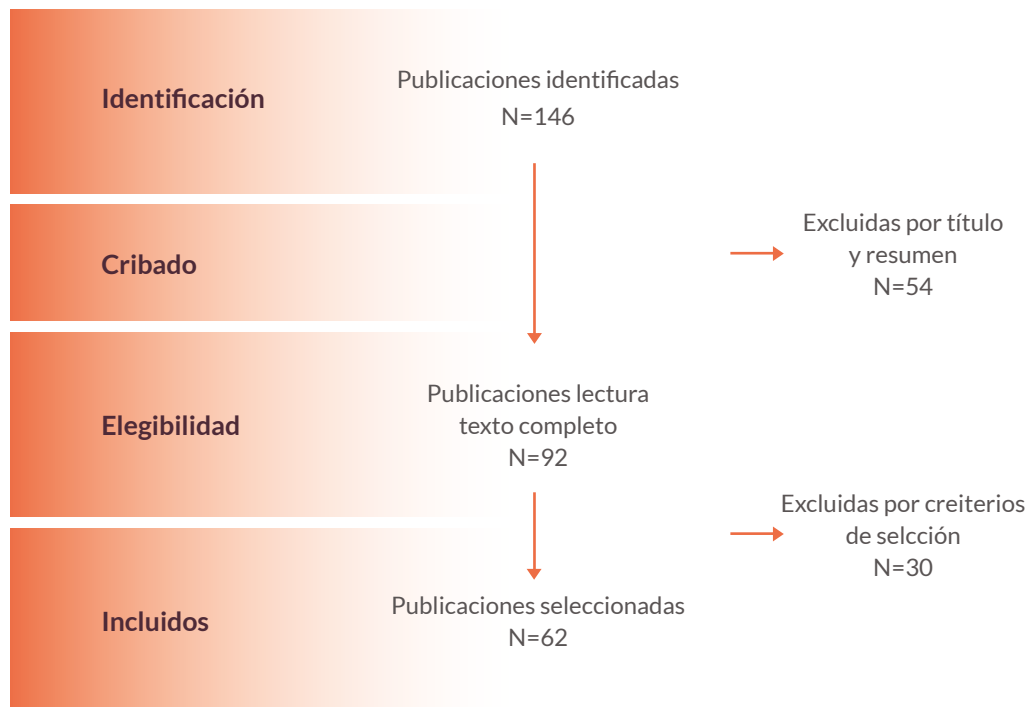 Identificación
Publicaciones identificadas
N=146
Cribado
Excluidas por título
y resumen
N=54
Elegibilidad
Publicaciones lectura
texto completo
N=92
Excluidas por creiterios
de selcción
N=30
Incluidos
Publicaciones seleccionadas
N=62